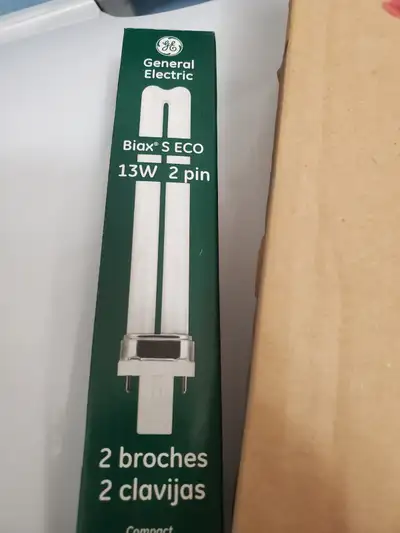 GE
General
Electric
Biax® S ECO
13W 2 pin
2 broches
2 clavijas
Compact